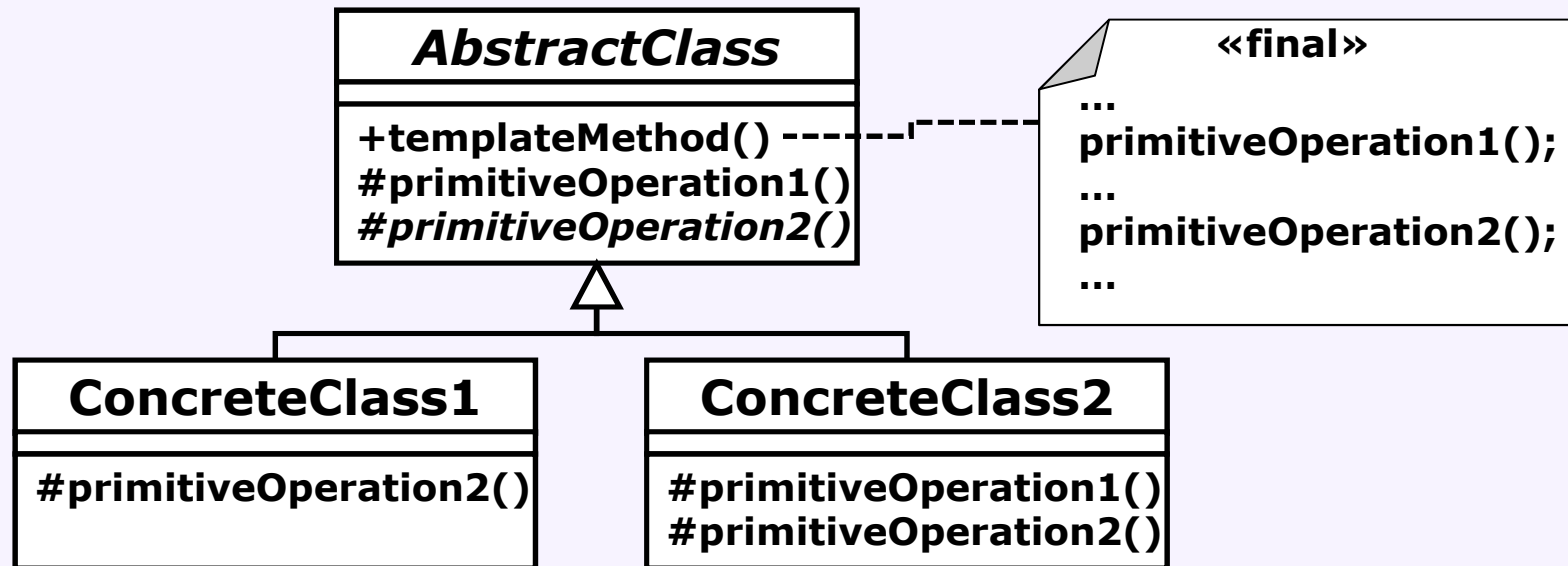 AbstractClass
+templateMethod()
#primitiveOperation1()
#primitiveOperation2()
«final»
...
primitiveOperation1();
...
primitiveOperation2();
...
ConcreteClass1
#primitiveOperation2()
ConcreteClass2
#primitiveOperation1()
#primitiveOperation2()